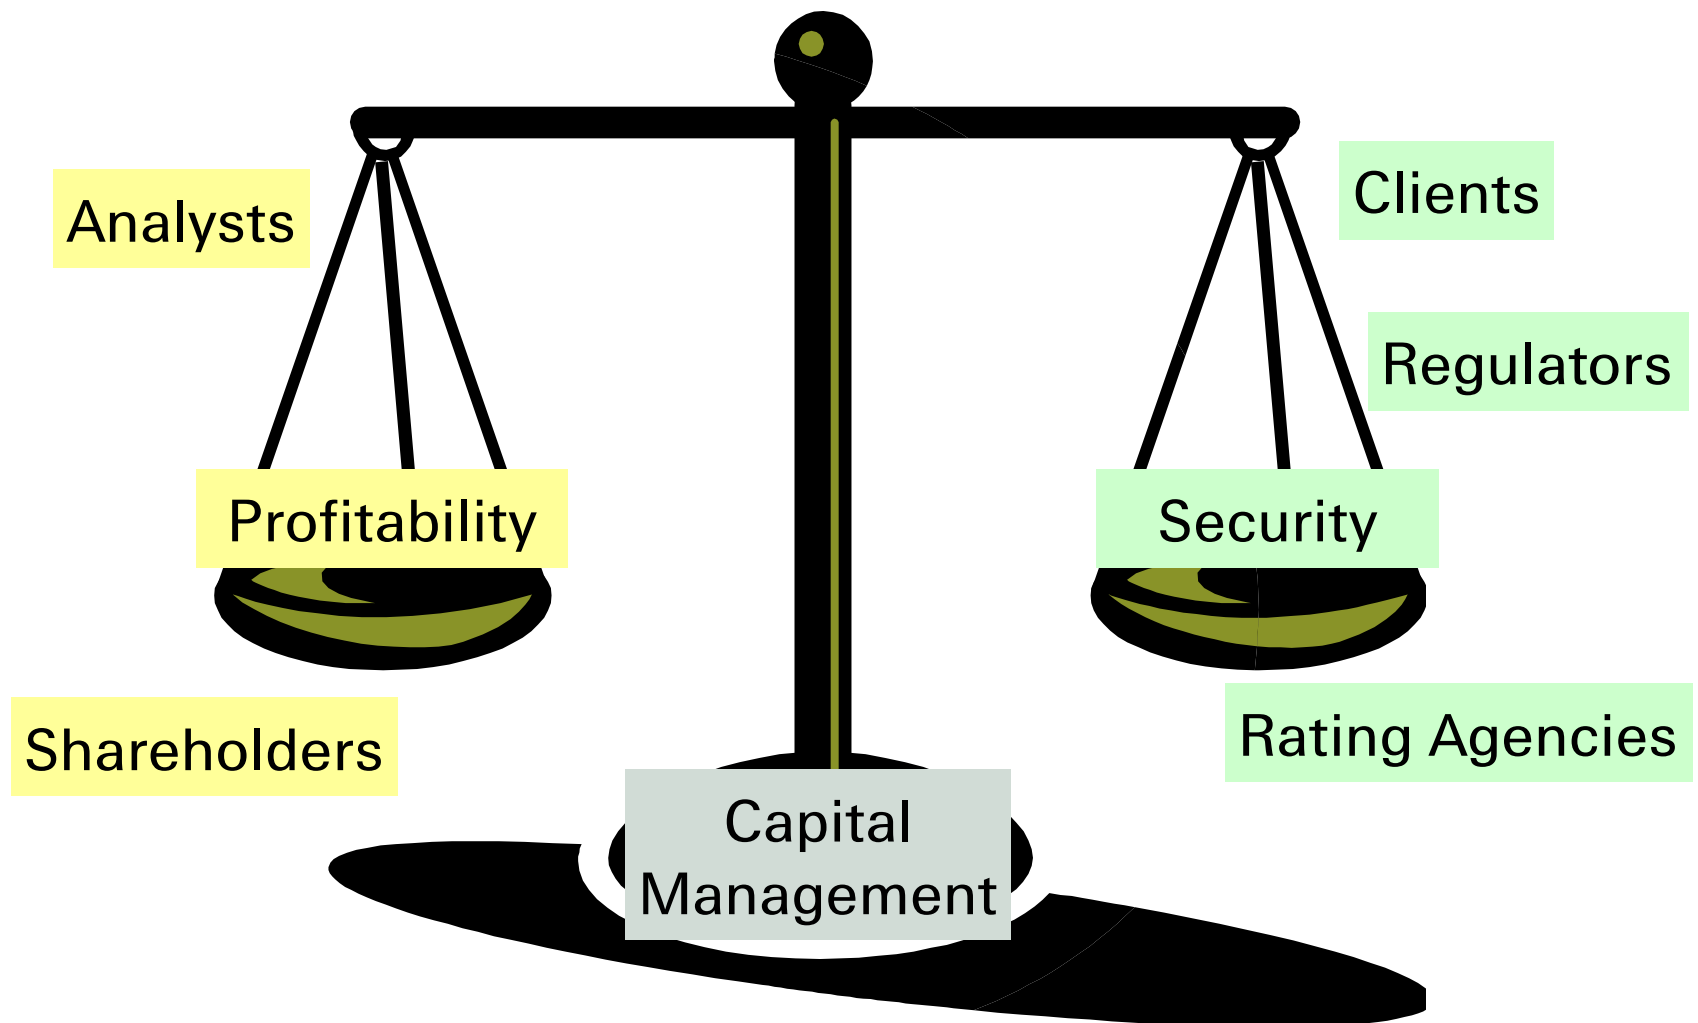 Analysts
Profitability
Shareholders
Capital
Management
Clients
Regulators
Security
Rating Agencies